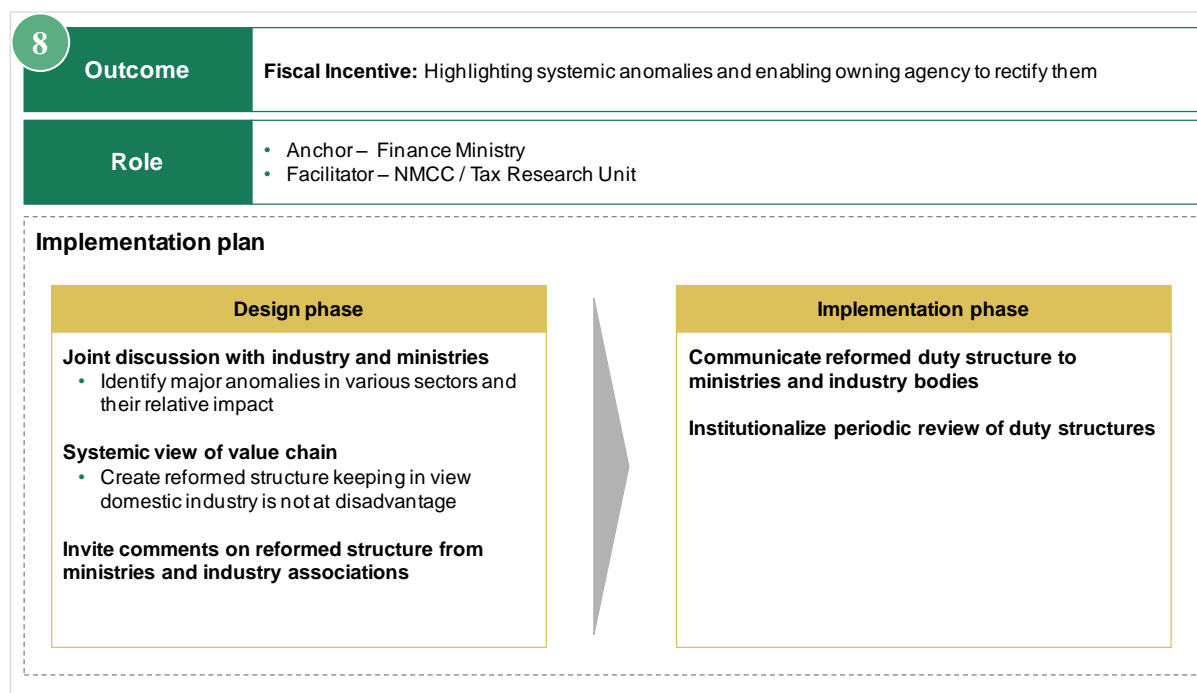 8
Outcome
Fiscal Incentive: Highlighting systemic anomalies and enabling owning agency to rectify them
Role
• Anchor – Finance Ministry
• Facilitator – NMCC / Tax Research Unit
Implementation plan
Design phase
Joint discussion with industry and ministries
• Identify major anomalies in various sectors and
their relative impact
Systemic view of value chain
• Create reformed structure keeping in view
domestic industry is not at disadvantage
Invite comments on reformed structure from
ministries and industry associations
Implementation phase
Communicate reformed duty structure to
ministries and industry bodies
Institutionalize periodic review of duty structures